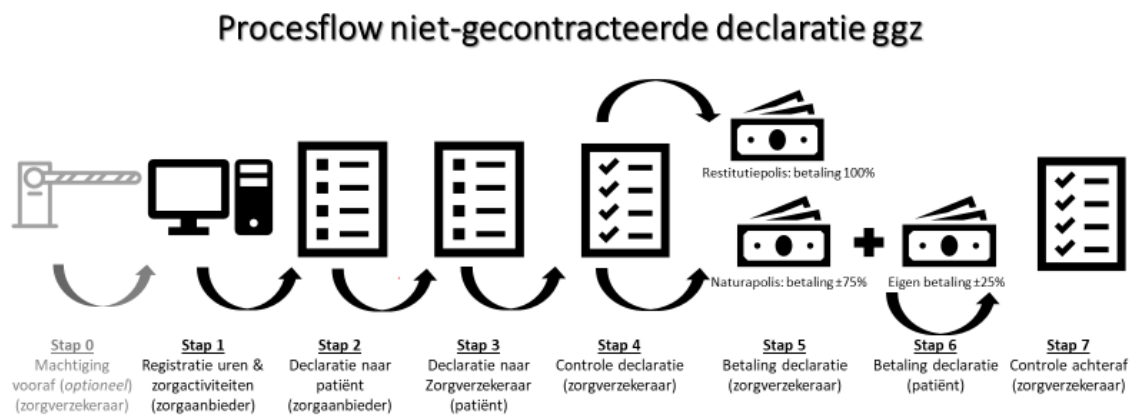 Procesflow niet-gecontracteerde declaratie ggz
Restitutiepolis: betaling 100%
Naturapolis: betaling ±75%
Eigen betaling ±25%
Stap 0
Machtiging
vooraf (optioneel)
(zorgverzekeraar)
Stap 1
Registratie uren &
zorgactiviteiten
(zorgaanbieder)
Stap 2
Declaratie naar
patiënt
(zorgaanbieder)
Stap 3
Declaratie naar
Zorgverzekeraar
(patiënt)
Stap 4
Controle declaratie
(zorgverzekeraar)
Stap 5
Betaling declaratie
(zorgverzekeraar)
Stap 6
Betaling declaratie
(patiënt)
Stap 7
Controle achteraf
(zorgverzekeraar)